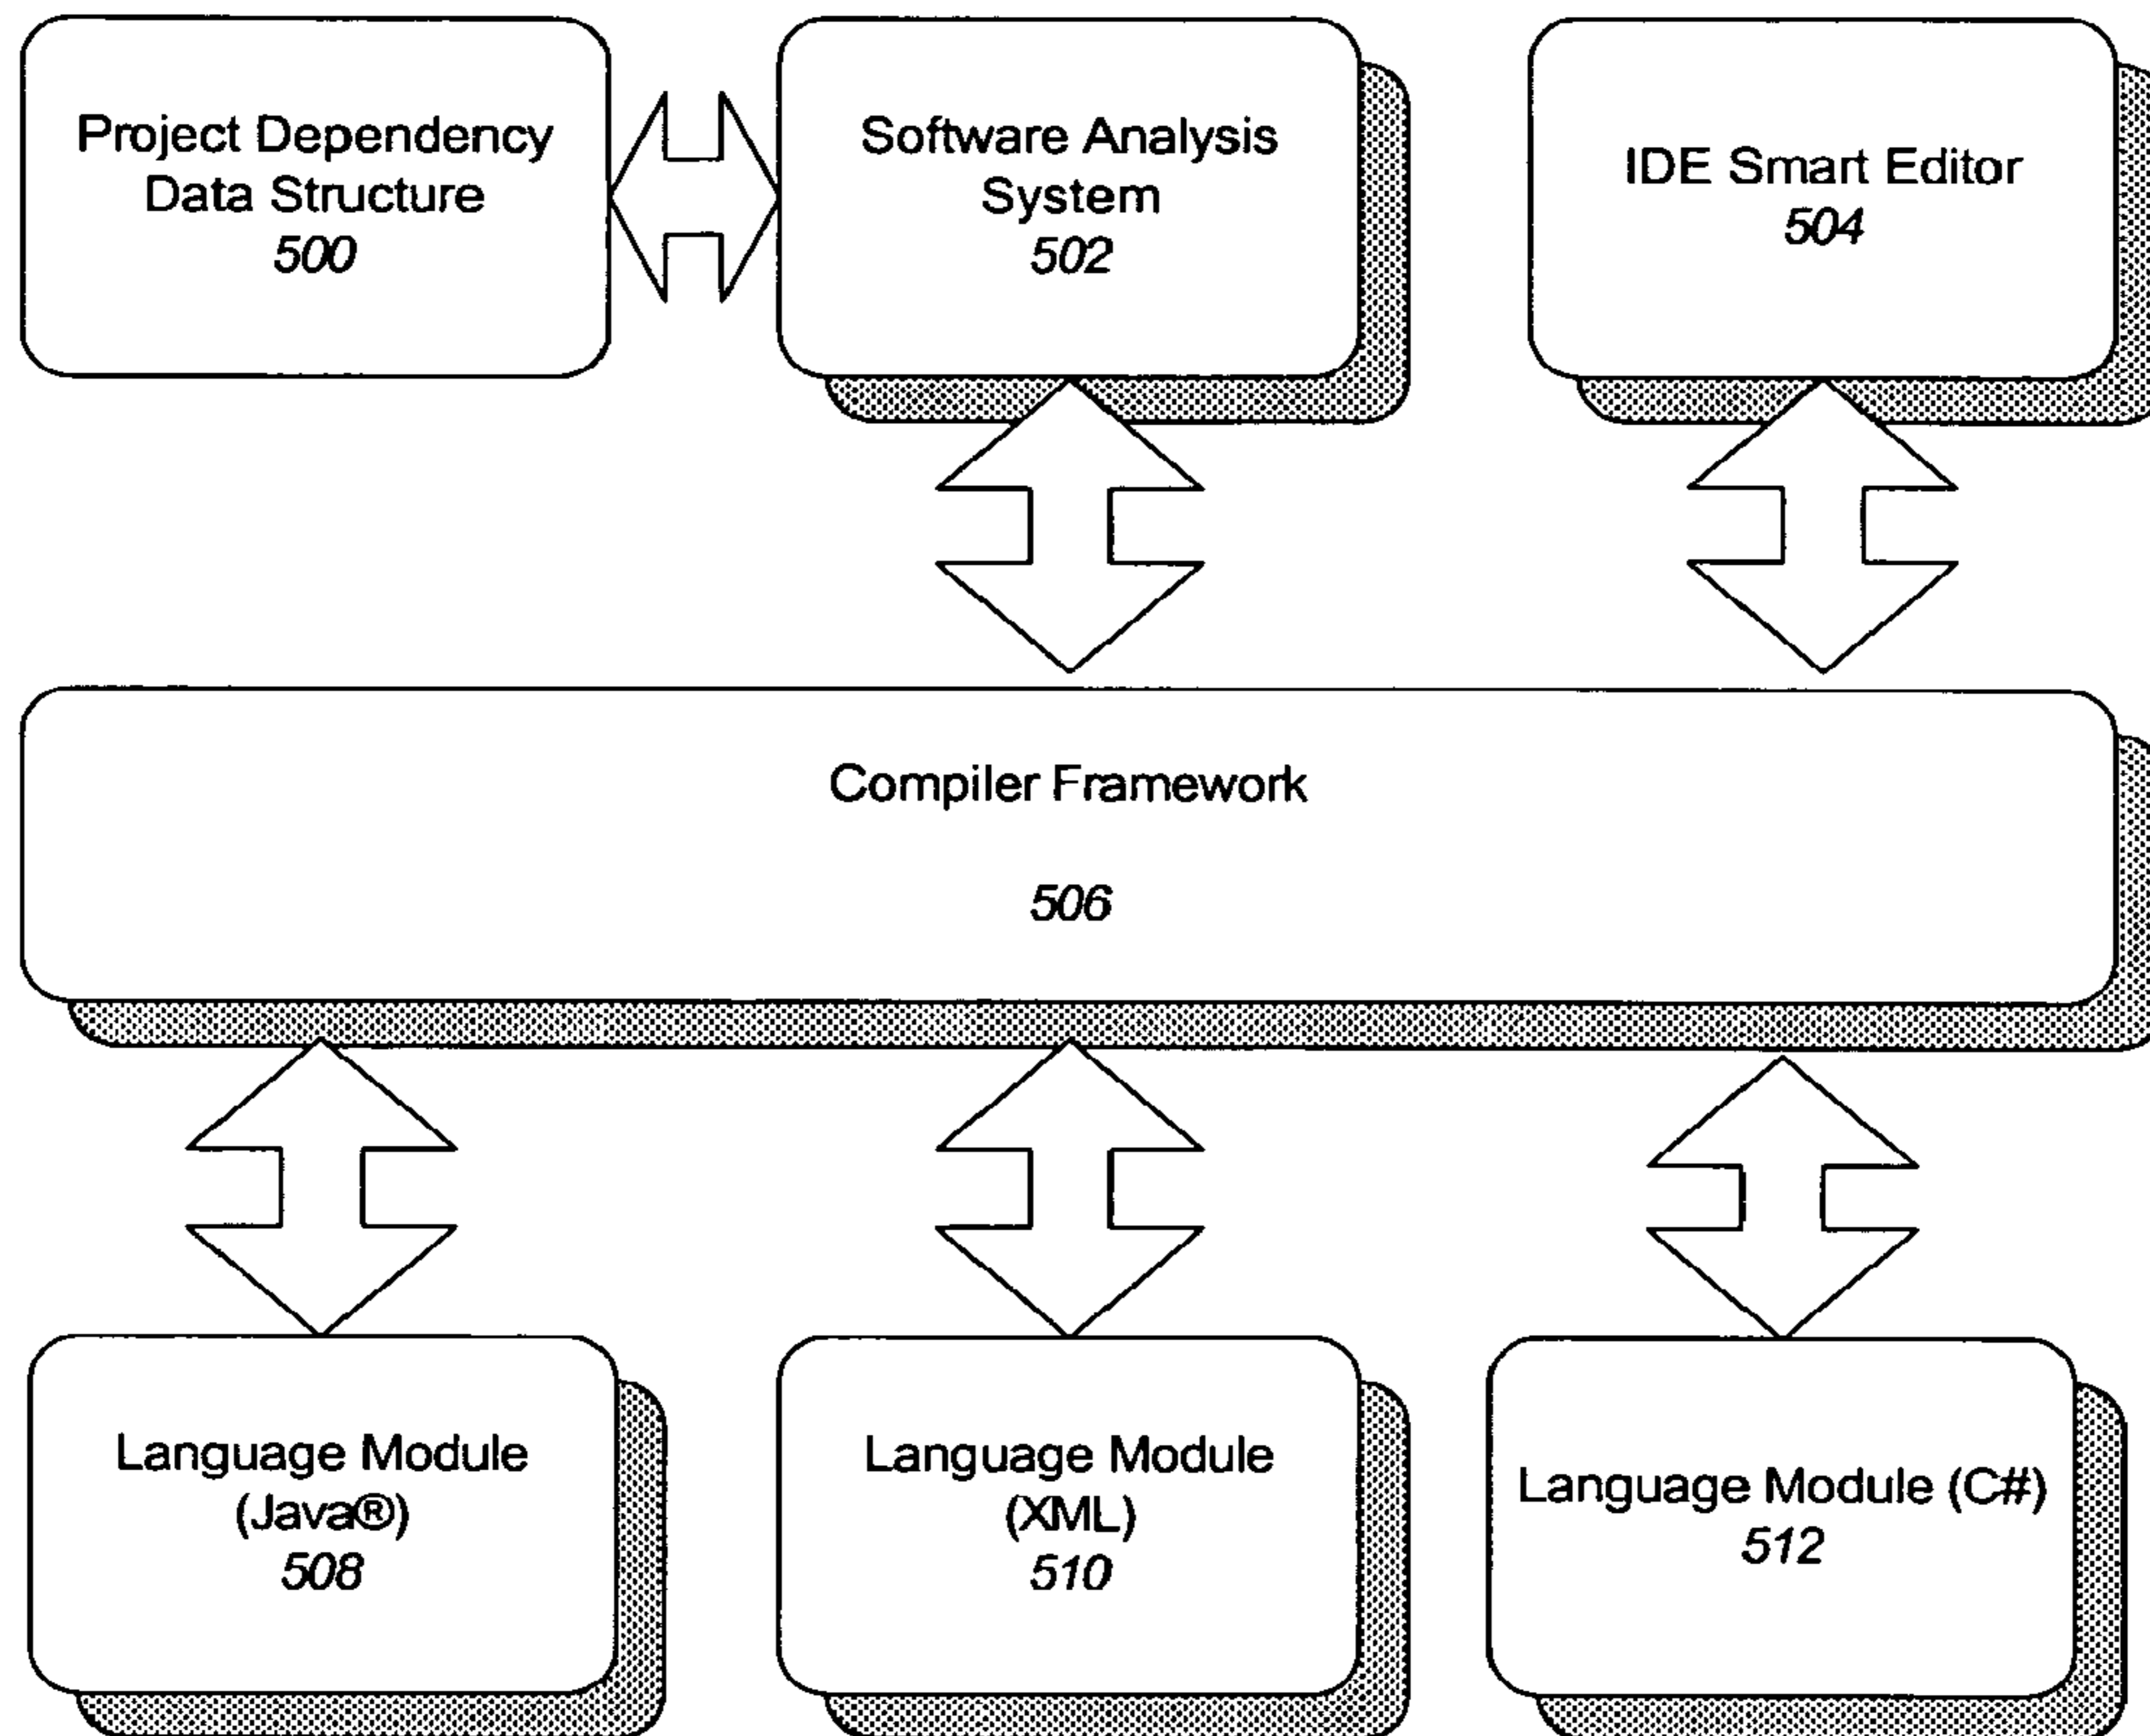 Project Dependency
Data Structure
500
Software Analysis
System
502
IDE Smart Editor
504
Compiler Framework
506
Language Module
(Java®)
508
Language Module
(XML)
510
Language Module (C#)
512